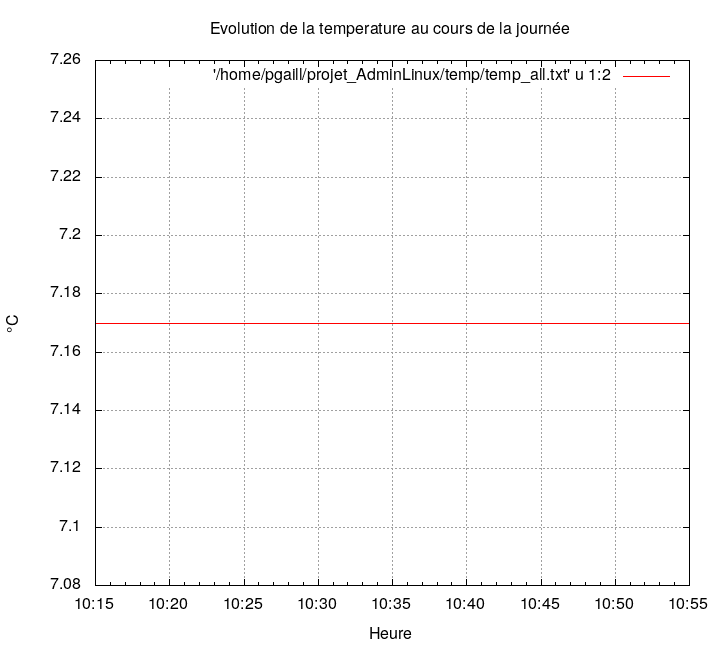 Evolution de la temperature au cours de la journée
'/home/pgaill/projet_AdminLinux/temp/temp_all.txt' u 1:2
7.26
7.24
7.22
7.2
7.18
7.16
7.14
7.12
7.1
7.08
°C
10:15 10:20 10:25 10:30 10:35 10:40 10:45 10:50 10:55
Heure